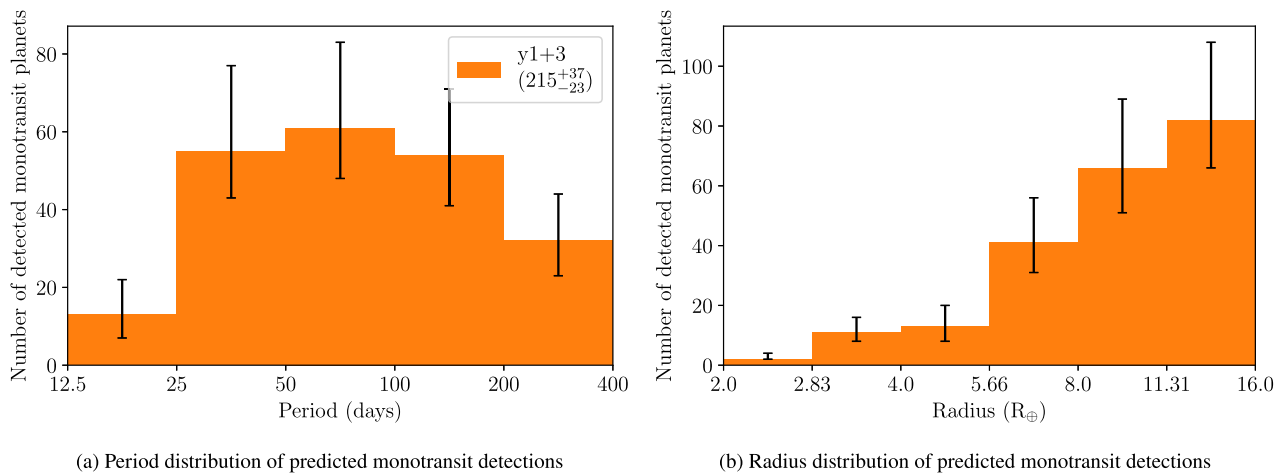 Number of detected monotransit planets
80
60
40
20
0
y1+3
(215^{+37}_{-23})
12.5 25 50 100 200 400
Period (days)
(a) Period distribution of predicted monotransit detections
Number of detected monotransit planets
100
80
60
40
20
0
2.0 2.83 4.0 5.66 8.0 11.31 16.0
Radius (R⊕)
(b) Radius distribution of predicted monotransit detections